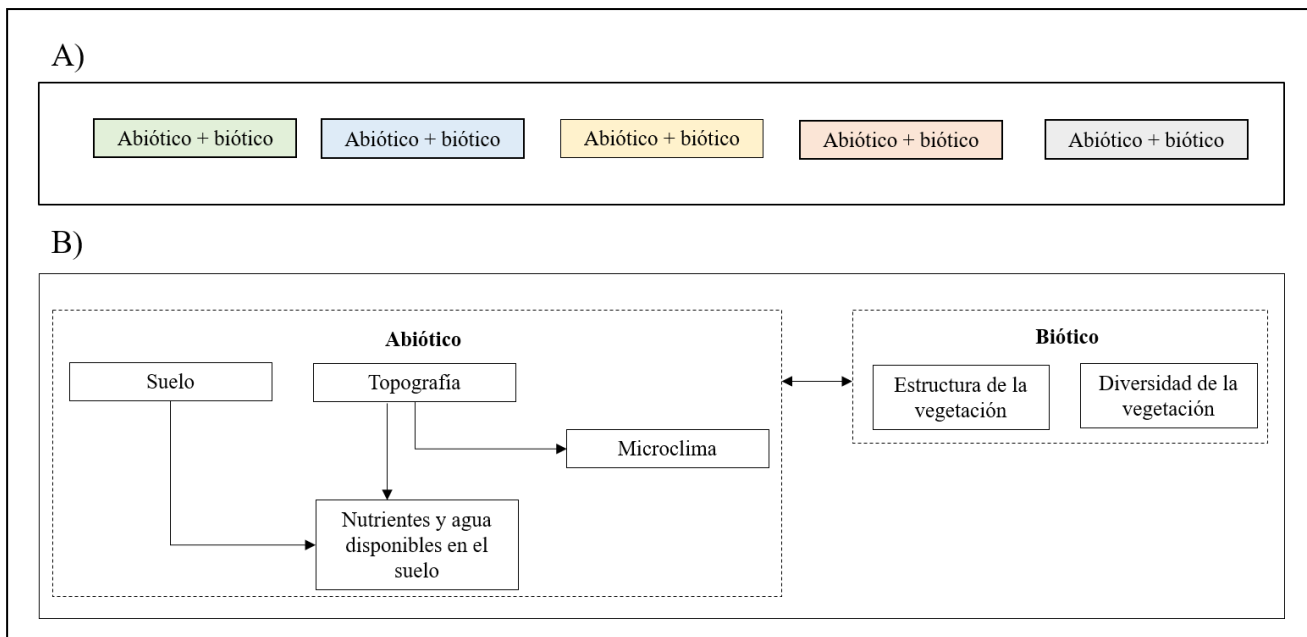 A)
Abiótico + biótico
Abiótico + biótico
Abiótico + biótico
Abiótico + biótico
Abiótico + biótico
B)
Abiótico
Biótico
Suelo
Topografía
Estructura de la
vegetación
Diversidad de la
vegetación
Microclima
Nutrientes y agua
disponibles en el
suelo